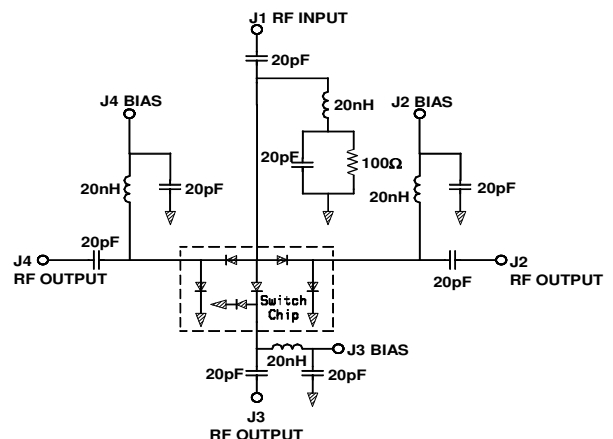 J1 RF INPUT
20pF
J4 BIAS
20nH
J2 BIAS
20pF
100Ω
20nH
20pF
20nH
20pF
20pF
J4
RF OUTPUT
20pF
J2
RF OUTPUT
Switch
Chip
J3 BIAS
20nH
20pF
20pF
J3
RF OUTPUT